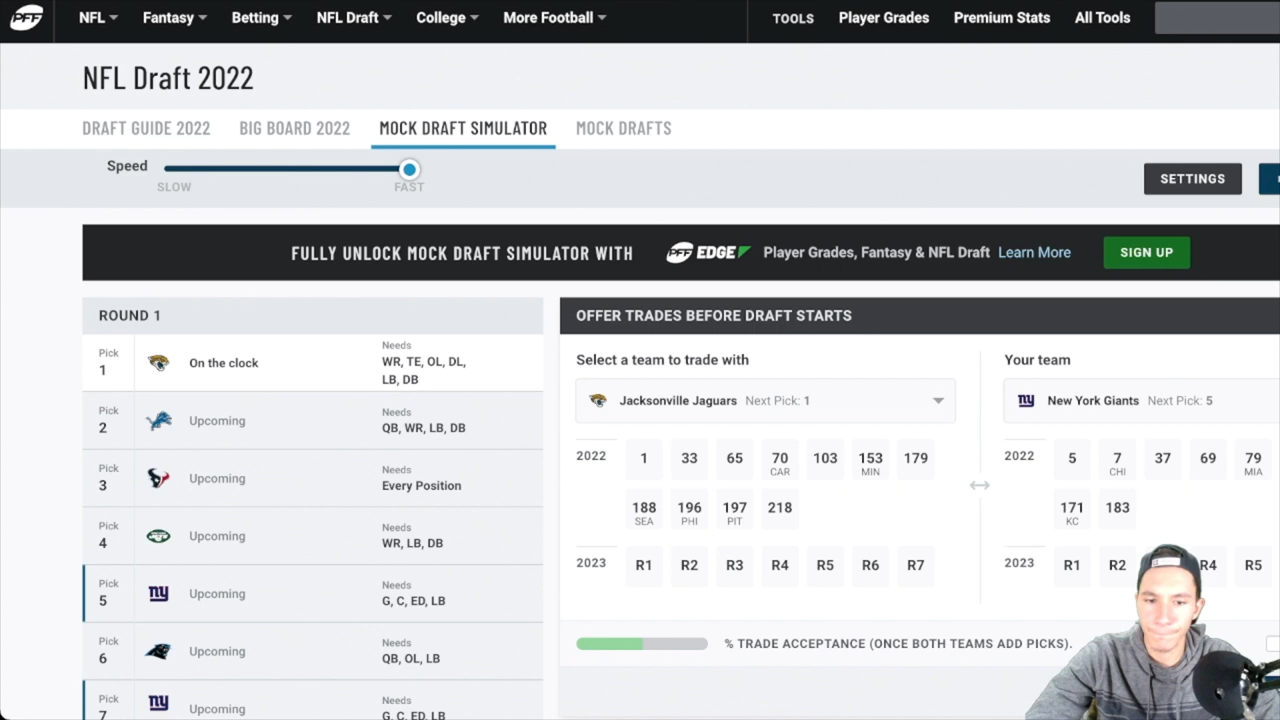 PFF NFL Fantasy Betting NFL Draft College More Football TOOLS Player Grades Premium Stats All Tools
NFL Draft 2022
DRAFT GUIDE 2022 BIG BOARD 2022 MOCK DRAFT SIMULATOR MOCK DRAFTS
Speed
SLOW FAST
SETTINGS
FULLY UNLOCK MOCK DRAFT SIMULATOR WITH PFF EDGE Player Grades, Fantasy & NFL Draft Learn More SIGN UP
ROUND 1
Pick
1
On the clock
Needs
WR, TE, OL, DL,
LB, DB
Pick
2
Upcoming
Needs
QB, WR, LB, DB
Pick
3
Upcoming
Needs
Every Position
Pick
4
Upcoming
Needs
WR, LB, DB
Pick
5
ny
Upcoming
Needs
G, C, ED, LB
Pick
6
Upcoming
Needs
QB, OL, LB
Pick
7
ny
Upcoming
Needs
G, C, ED, LB
OFFER TRADES BEFORE DRAFT STARTS
Select a team to trade with
Jacksonville Jaguars Next Pick: 1
2022 1 33 65 70 103 153 179
CAR MIN
188 196 197 218
SEA PHI PIT
2023 R1 R2 R3 R4 R5 R6 R7
Your team
ny New York Giants Next Pick: 5
2022 5 7 37 69 79
CHI MIA
171 183
KC
2023 R1 R2 R4 R5
% TRADE ACCEPTANCE (ONCE BOTH TEAMS ADD PICKS).